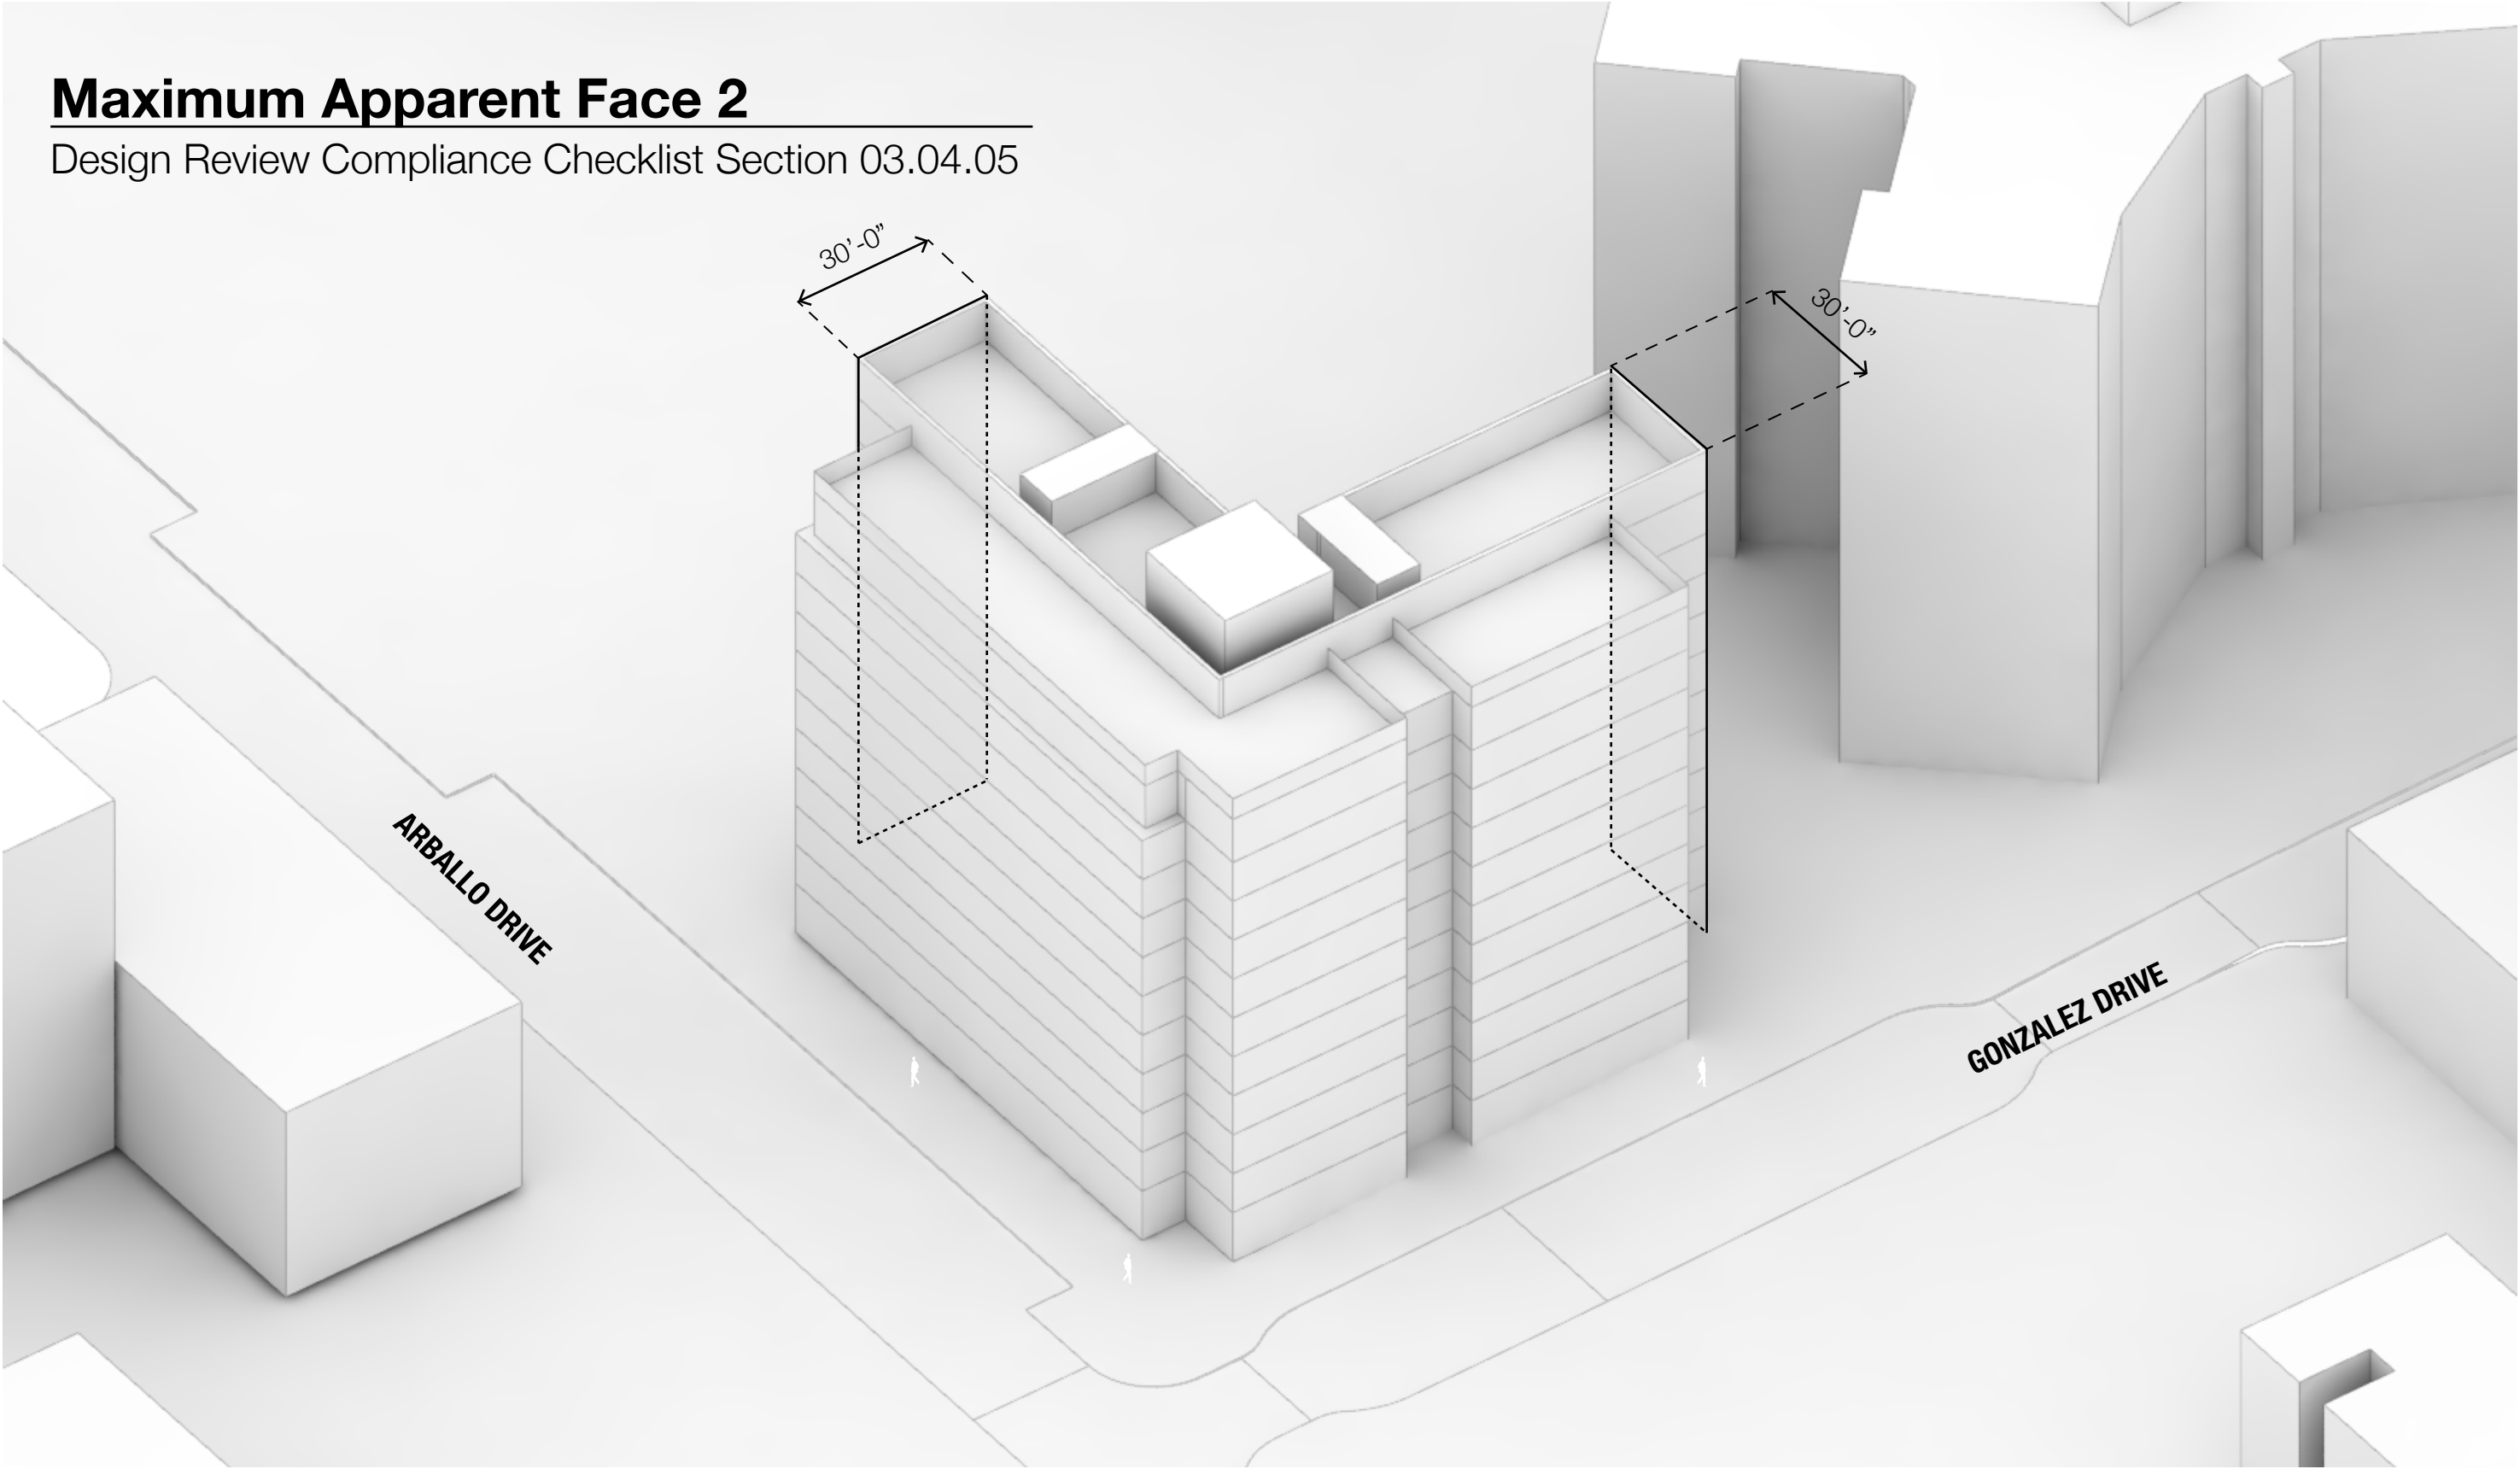 Maximum Apparent Face 2
Design Review Compliance Checklist Section 03.04.05
30'-0”
30'-0”
ARBALLO DRIVE
GONZALEZ DRIVE